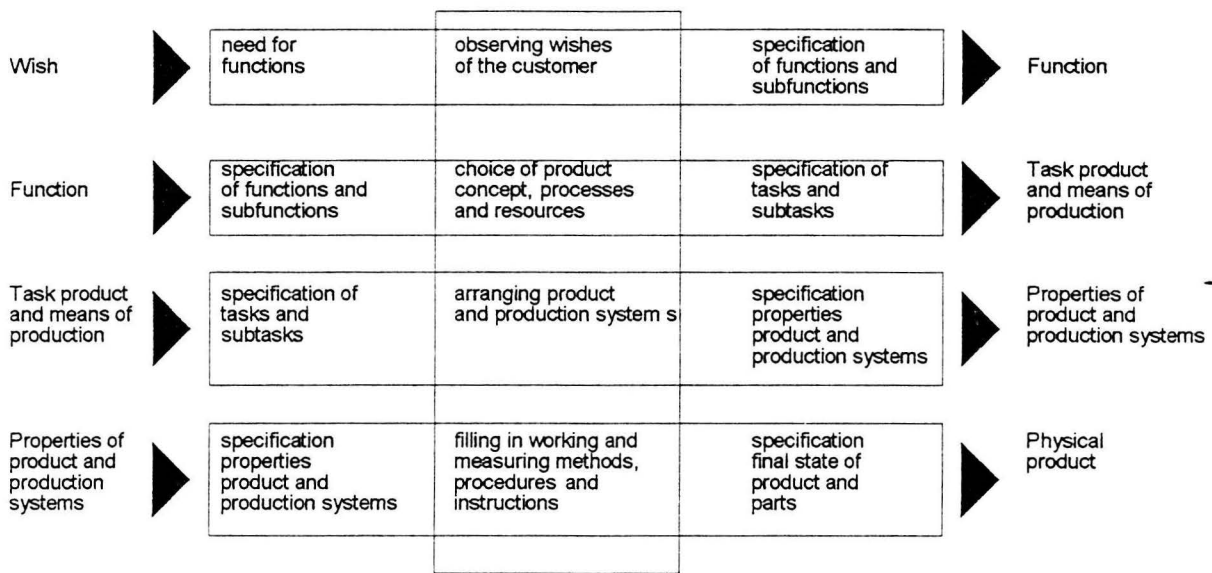 Wish
need for
functions
observing wishes
of the customer
specification
of functions and
subfunctions
Function
Function
specification
of functions and
subfunctions
choice of product
concept, processes
and resources
specification of
tasks and
subtasks
Task product
and means of
production
Task product
and means of
production
specification of
tasks and
subtasks
arranging product
and production system s
specification
properties
product and
production systems
Properties of
product and
production systems
Properties of
product and
production
systems
specification
properties
product and
production systems
filling in working and
measuring methods,
procedures and
instructions
specification
final state of
product and
parts
Physical
product